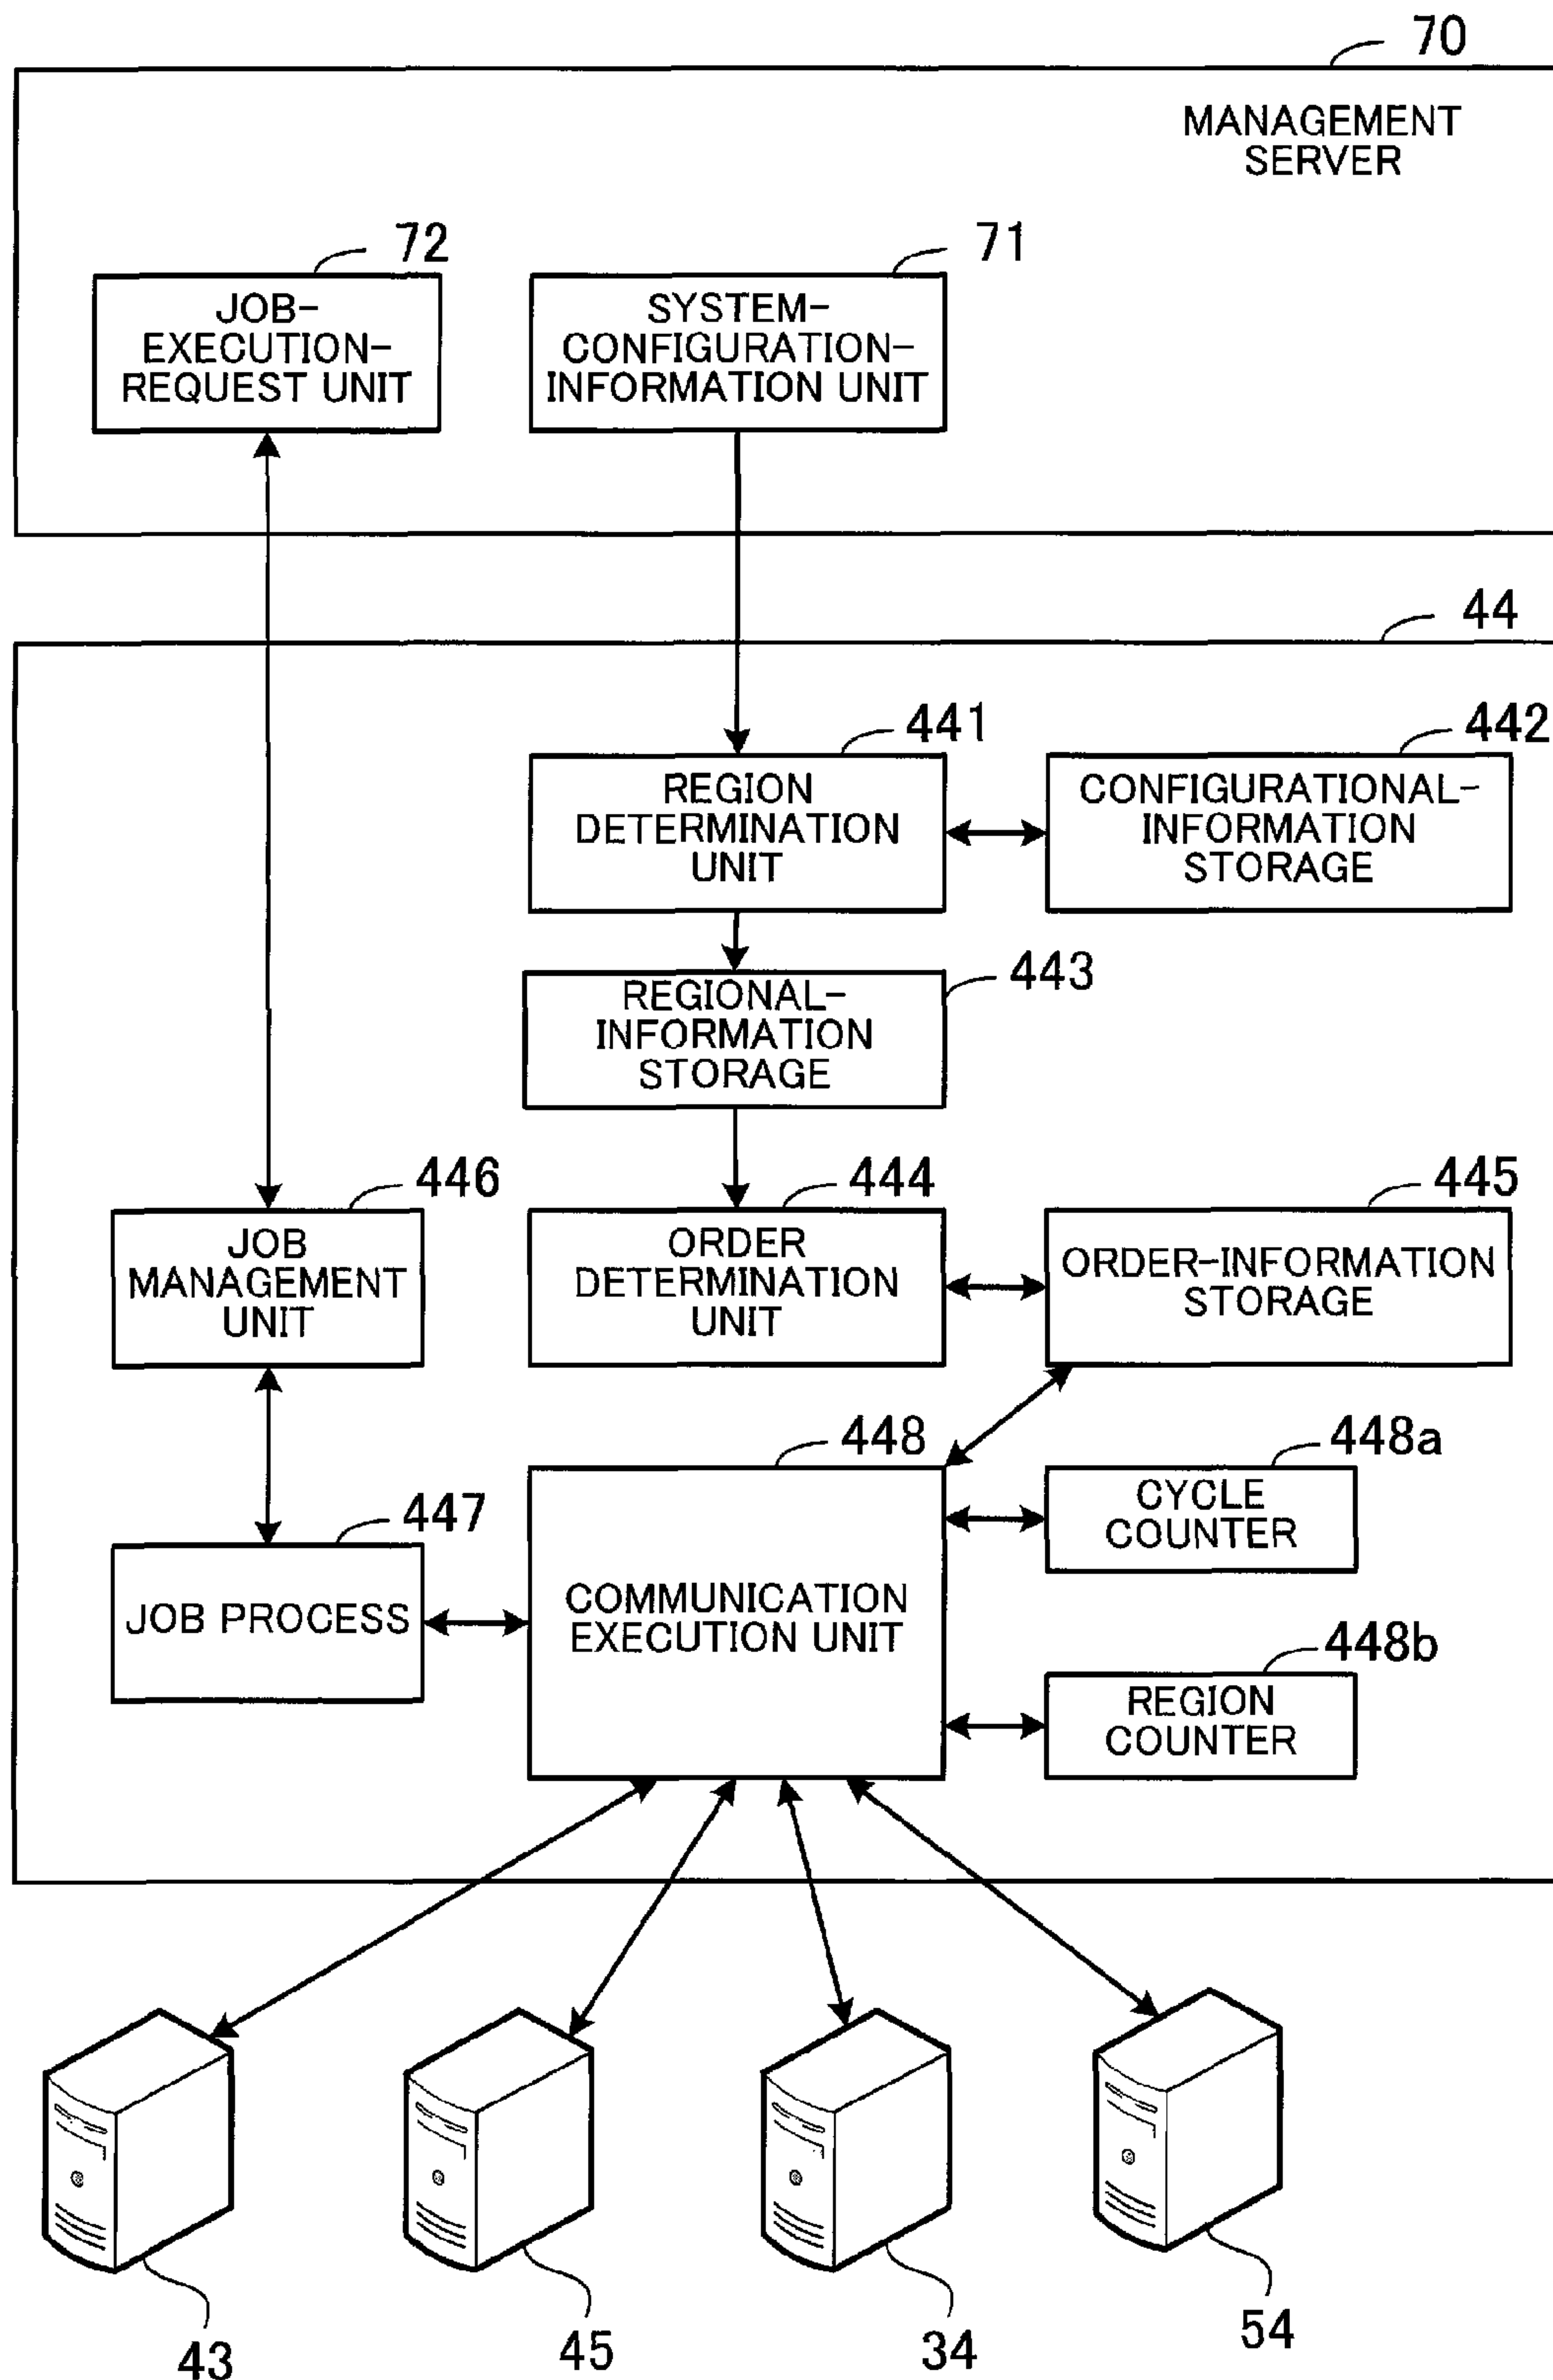 70
MANAGEMENT
SERVER
72
71
JOB-
EXECUTION-
REQUEST UNIT
SYSTEM-
CONFIGURATION-
INFORMATION UNIT
44
441
442
REGION
DETERMINATION
UNIT
CONFIGURATIONAL-
INFORMATION
STORAGE
443
REGIONAL-
INFORMATION
STORAGE
446
444
445
JOB
MANAGEMENT
UNIT
ORDER
DETERMINATION
UNIT
ORDER-INFORMATION
STORAGE
448
448a
CYCLE
COUNTER
447
JOB PROCESS
COMMUNICATION
EXECUTION UNIT
448b
REGION
COUNTER
43
45
34
54